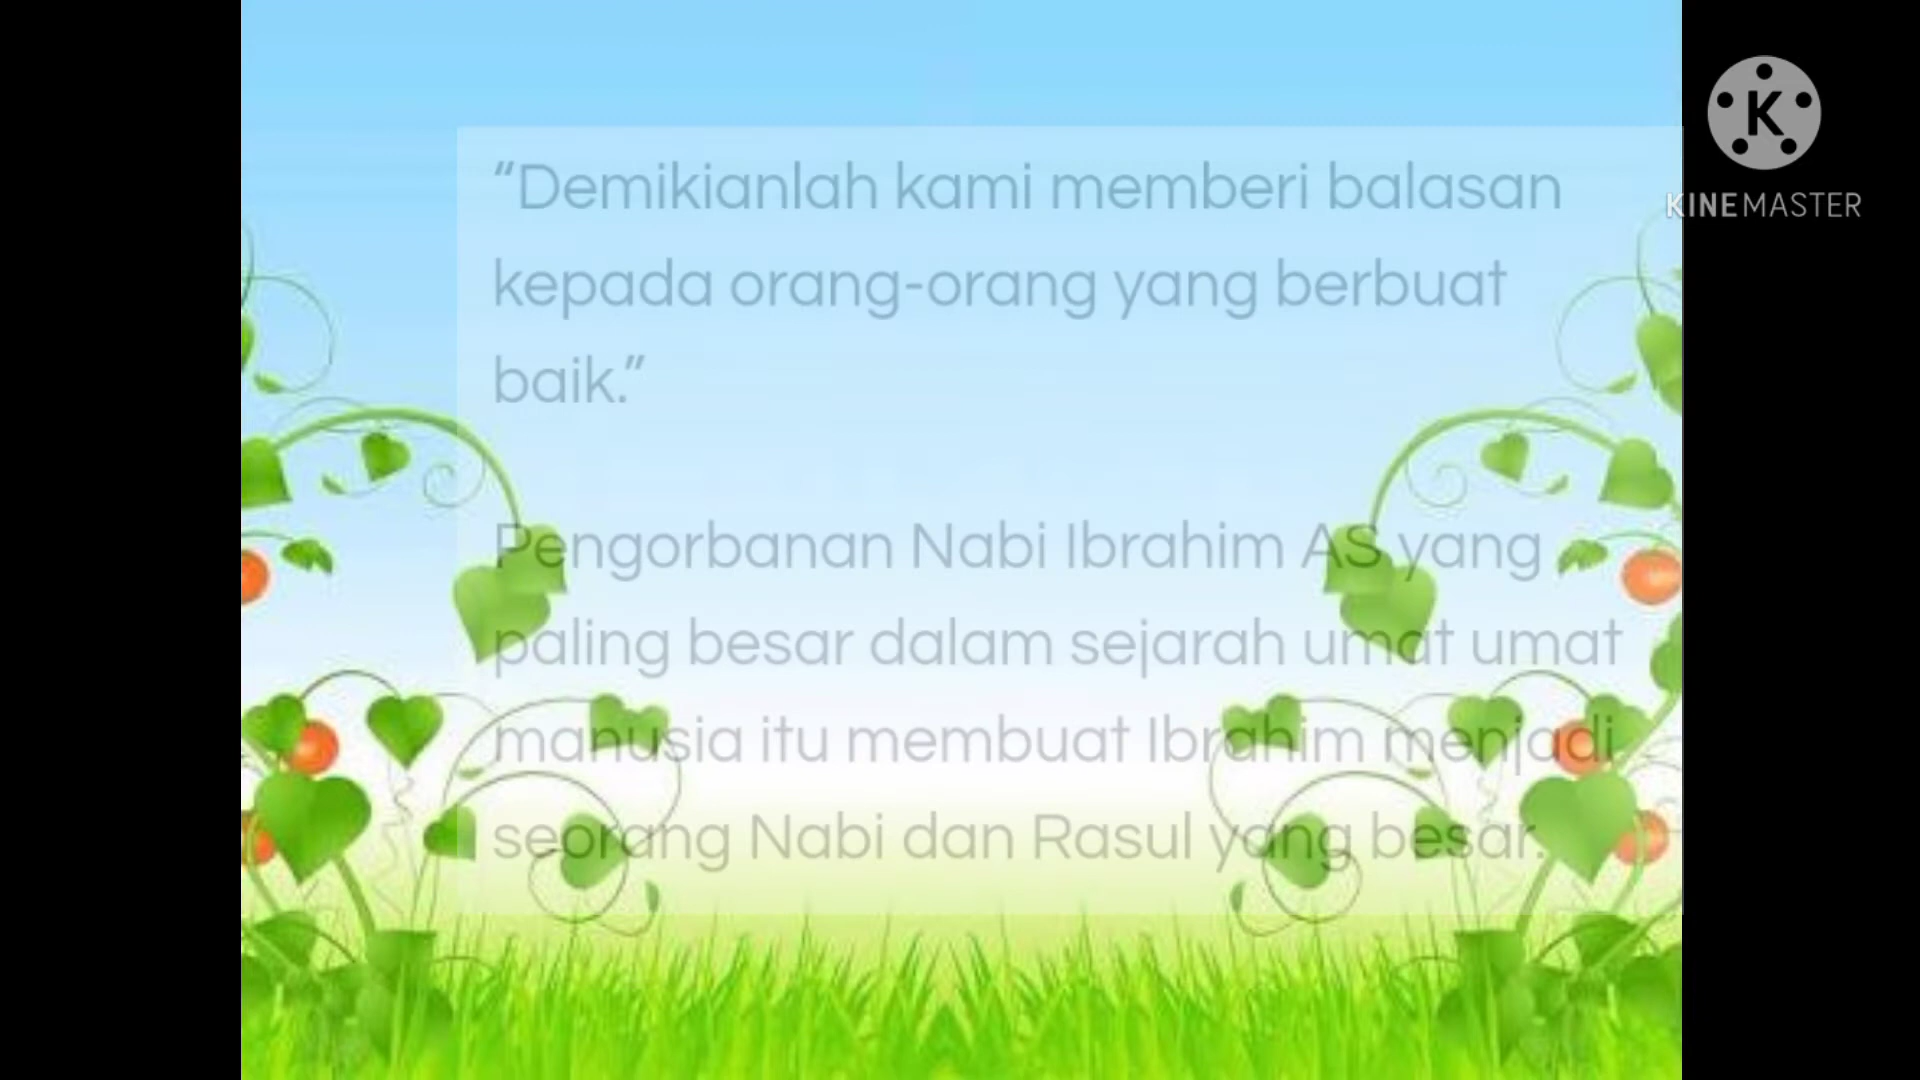 “Demikianlah kami memberi balasan
kepada orang-orang yang berbuat
baik.”
Pengorbanan Nabi Ibrahim AS yang
paling besar dalam sejarah umat umat
manusia itu membuat Ibrahim menjadi
seorang Nabi dan Rasul yang besar.
K
KINEMASTER